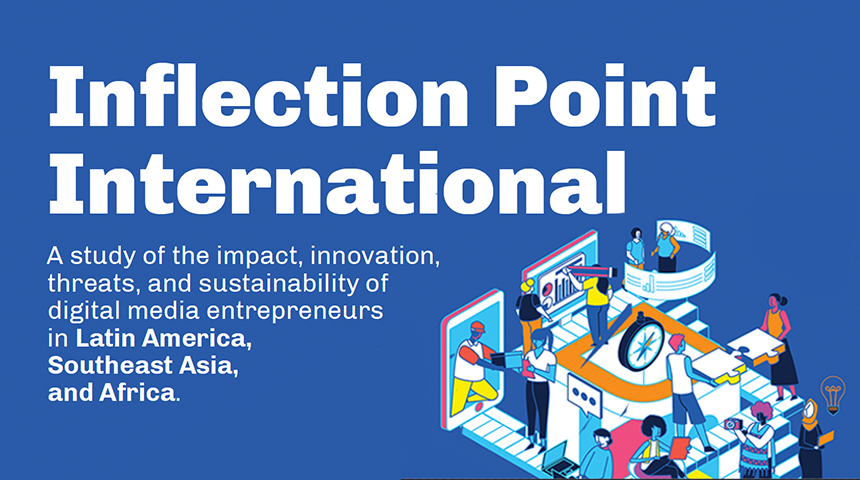 Inflection Point
International
A study of the impact, innovation,
threats, and sustainability of
digital media entrepreneurs
in Latin America,
Southeast Asia,
and Africa.